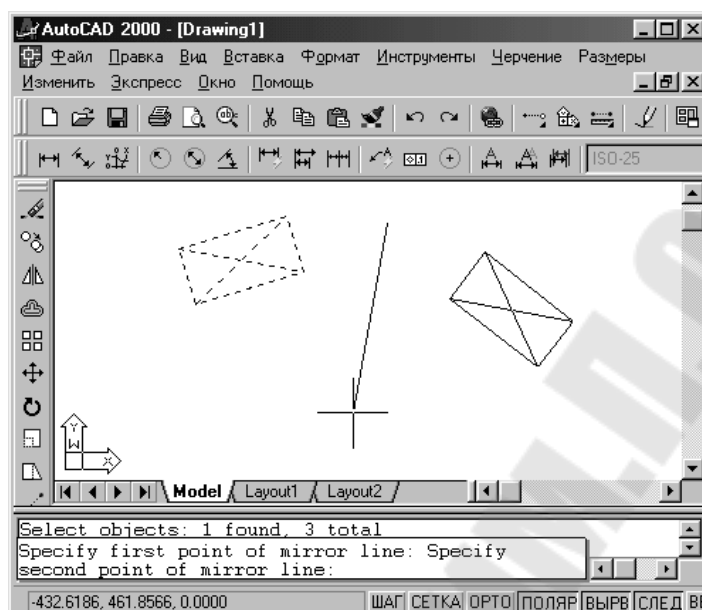 AutoCAD 2000 - [Drawing1]
Файл Правка Вид Вставка Формат Инструменты Черчение Размеры
Изменить Экспресс Окно Помощь
ISO-25
Y
W
X
Model Layout1 Layout2
Select objects: 1 found, 3 total
Specify first point of mirror line: Specify
second point of mirror line:
-432.6186, 461.8566, 0.0000 ШАГ СЕТКА ОРТО ПОЛЯР ВЫРВ СЛЕД